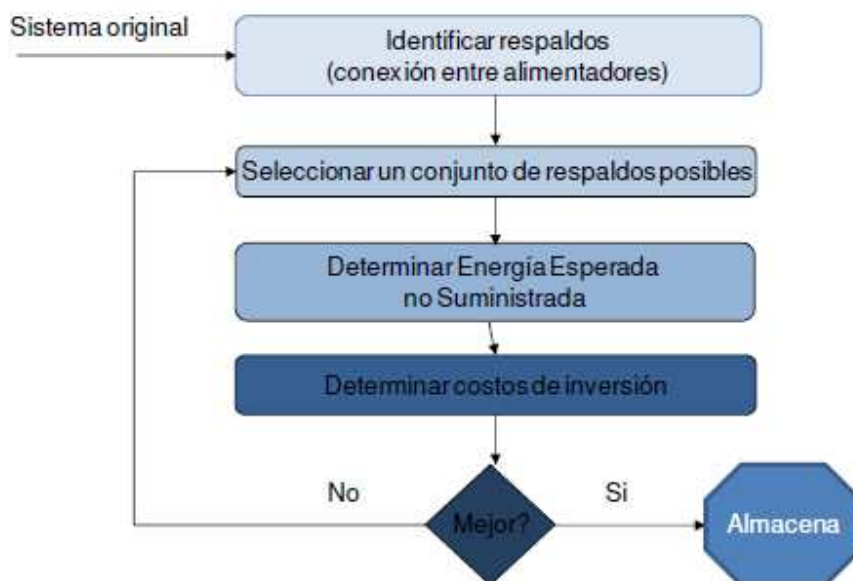 Sistema original
Identificar respaldos
(conexión entre alimentadores)
Seleccionar un conjunto de respaldos posibles
Determinar Energía Esperada
no Suministrada
Determinar costos de inversión
No
Mejor?
Si
Almacena